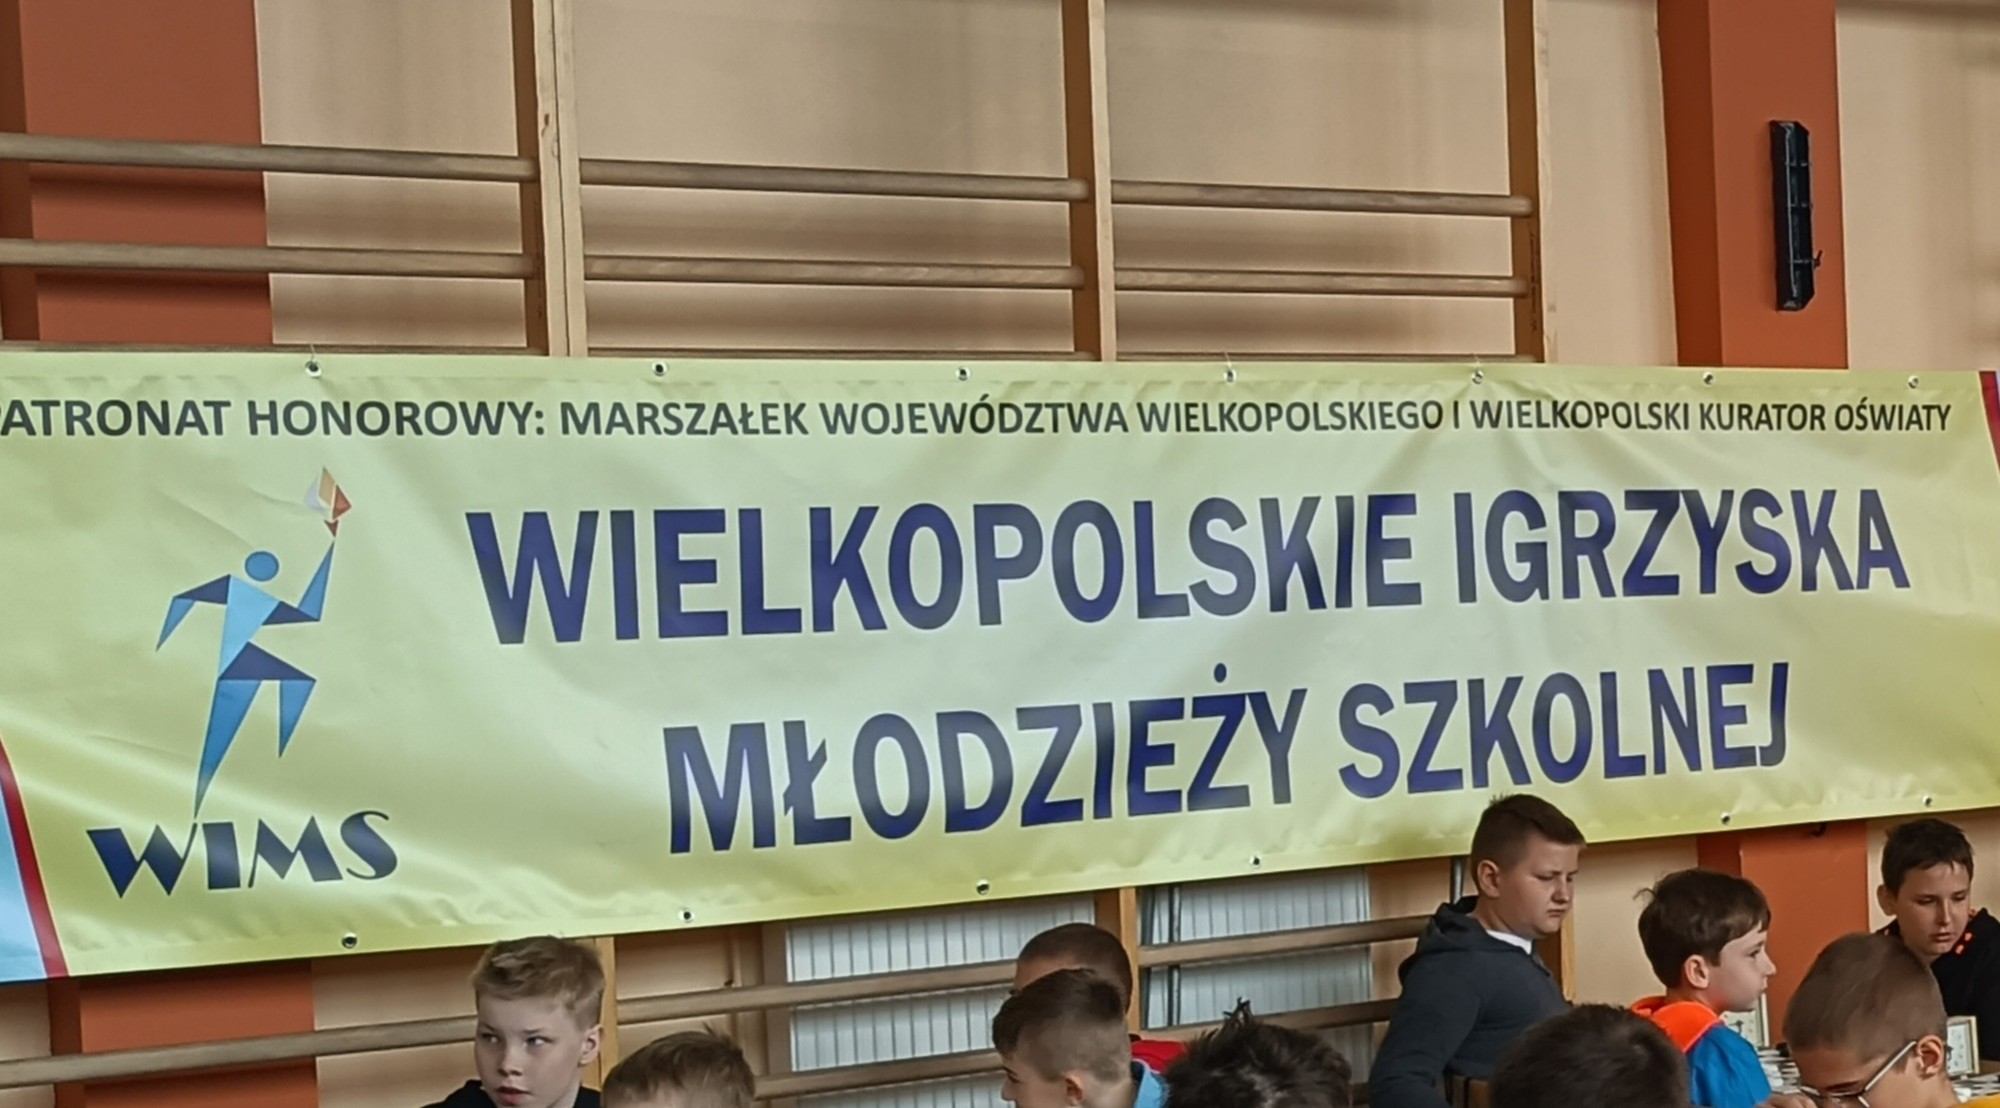 PATRONAT HONOROWY: MARSZAŁEK WOJEWÓDZTWA WIELKOPOLSKIEGO I WIELKOPOLSKI KURATOR OŚWIATY
WIELKOPOLSKIE IGRZYSKA
MŁODZIEŻY SZKOLNEJ
WIMS